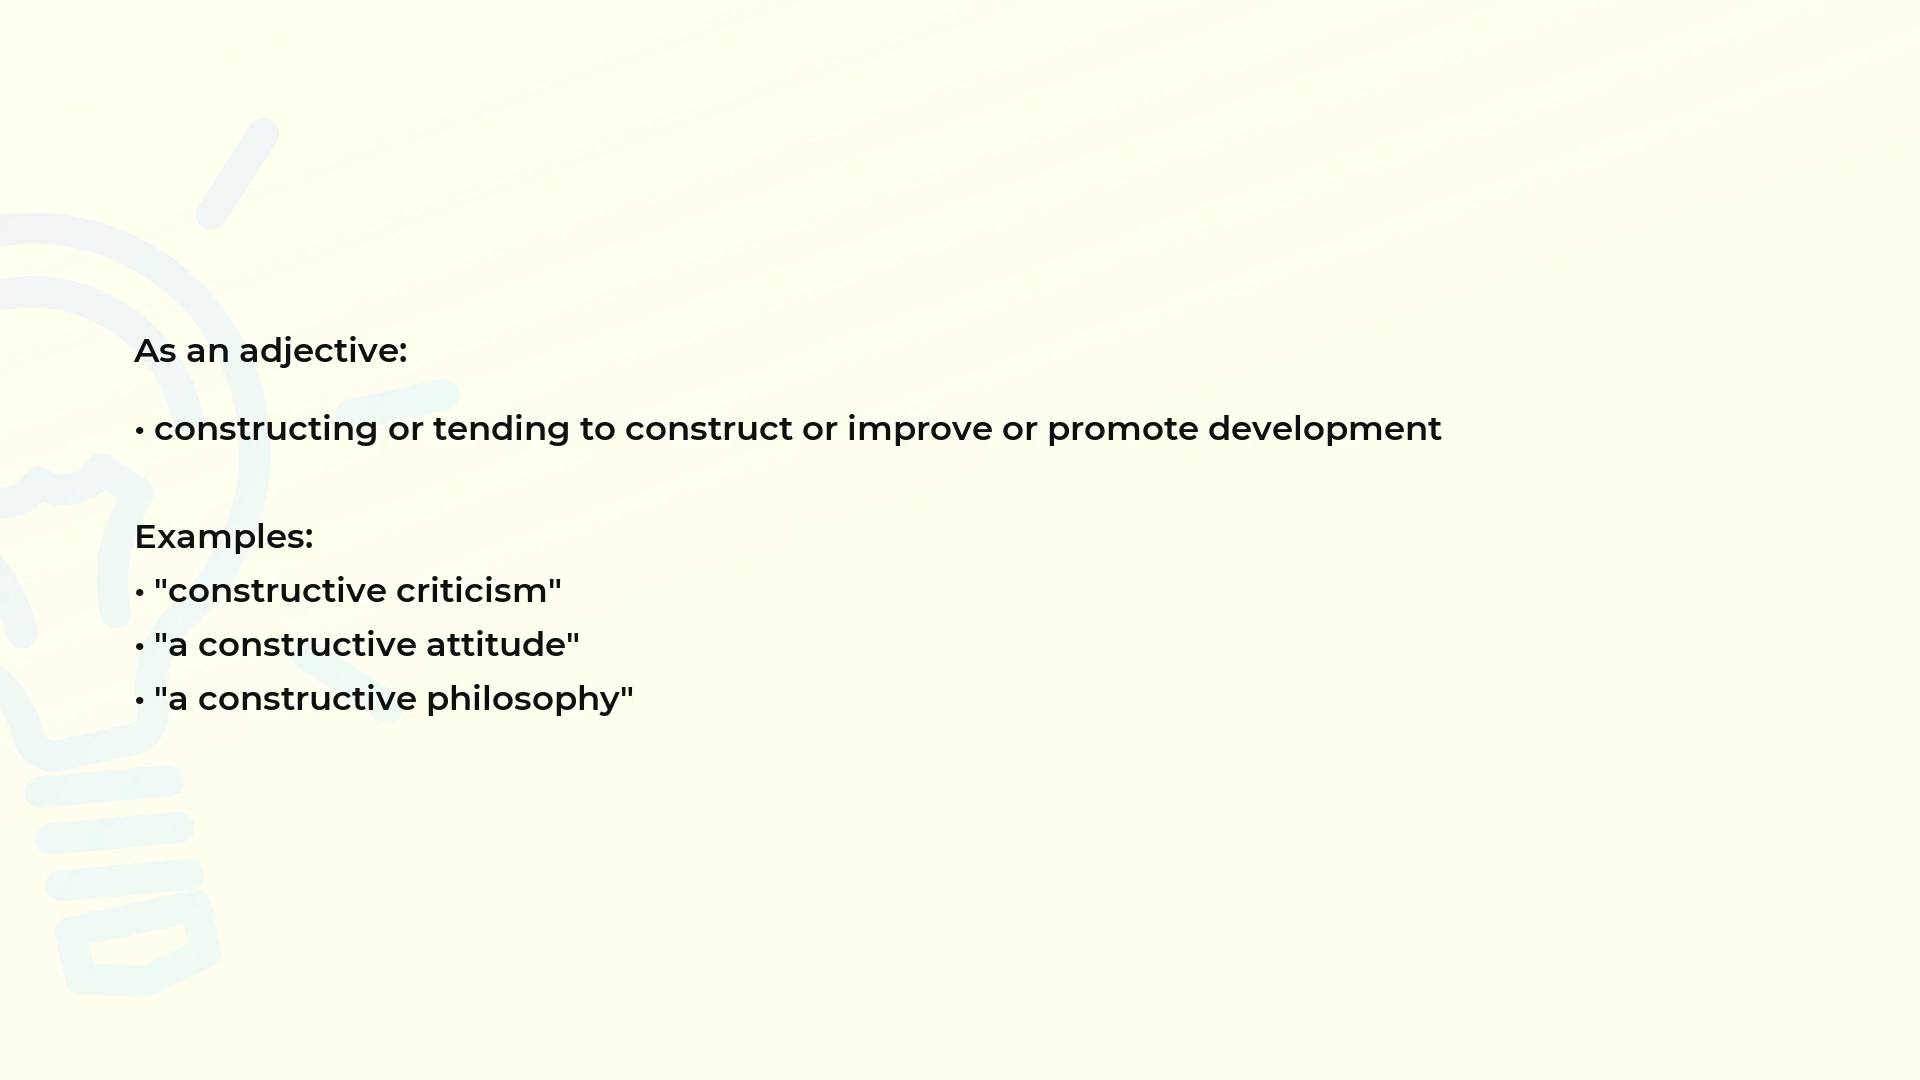 As an adjective:
• constructing or tending to construct or improve or promote development
Examples:
• "constructive criticism"
• "a constructive attitude"
• "a constructive philosophy"